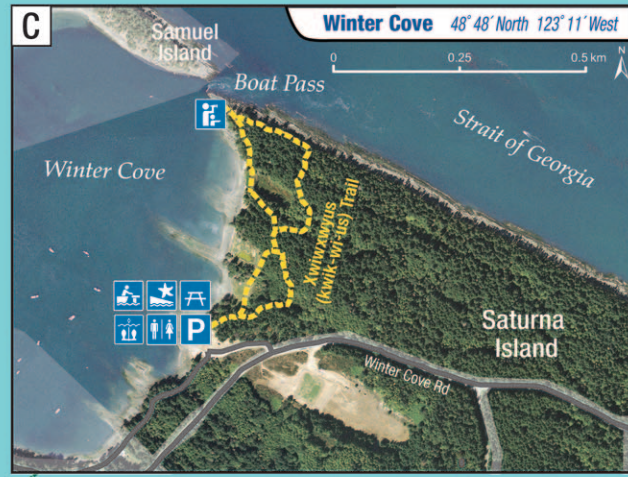 C
Winter Cove 48° 48´ North 123° 11´ West
Samuel
Island
0 0.25 0.5 km
N
Boat Pass
Strait of Georgia
Winter Cove
Xwiwxwyus
(kwik-wi-us) Trail
P
Saturna
Island
Winter Cove Rd